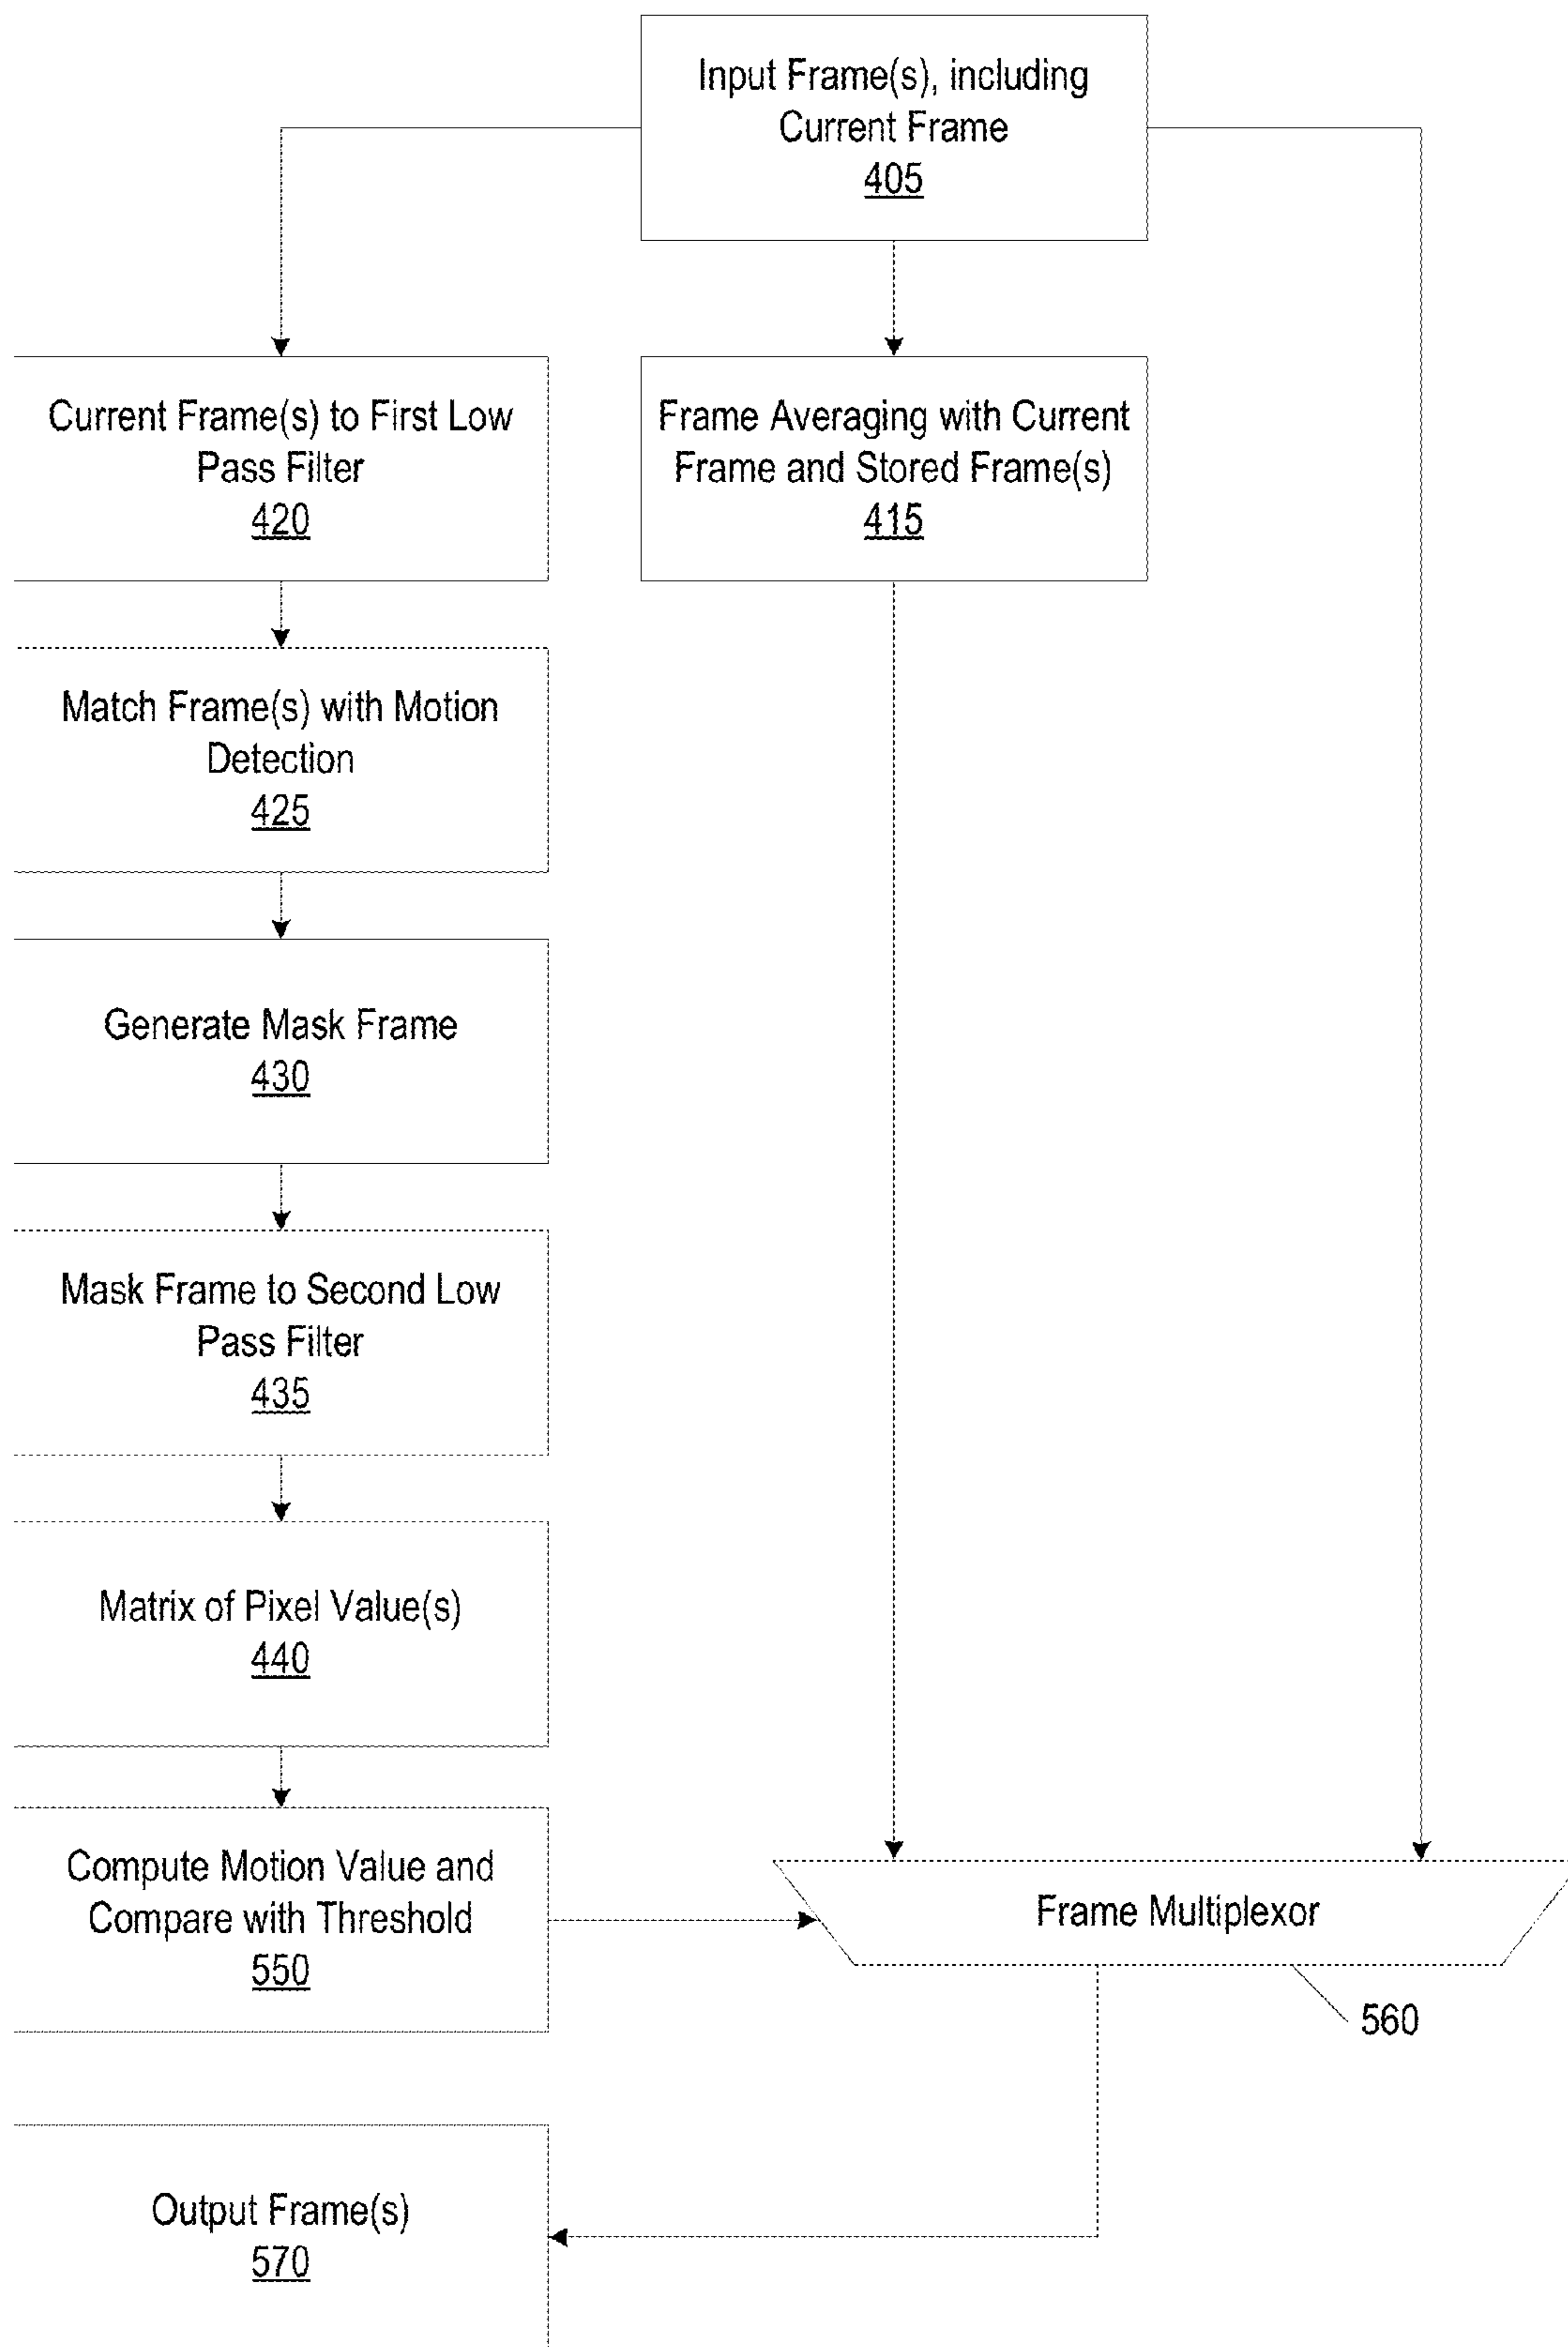 Input Frame(s), including
Current Frame
405
Current Frame(s) to First Low
Pass Filter
420
Frame Averaging with Current
Frame and Stored Frame(s)
415
Match Frame(s) with Motion
Detection
425
Generate Mask Frame
430
Mask Frame to Second Low
Pass Filter
435
Matrix of Pixel Value(s)
440
Compute Motion Value and
Compare with Threshold
550
Frame Multiplexor
560
Output Frame(s)
570